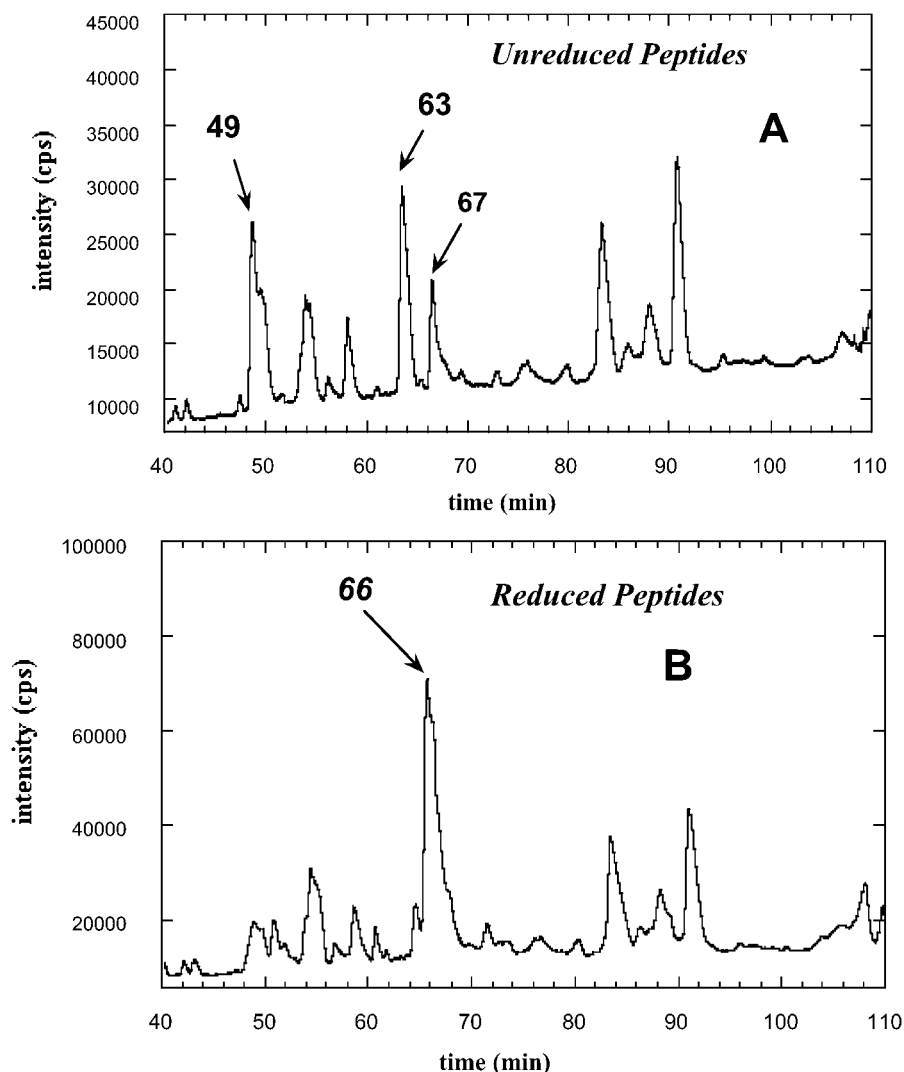 45000
Unreduced Peptides
40000
35000
63
49
A
30000
67
25000
20000
15000
10000
intensity (cps)
40 50 60 70 80 90 100 110
time (min)
100000
66
Reduced Peptides
80000
B
60000
40000
20000
intensity (cps)
40 50 60 70 80 90 100 110
time (min)